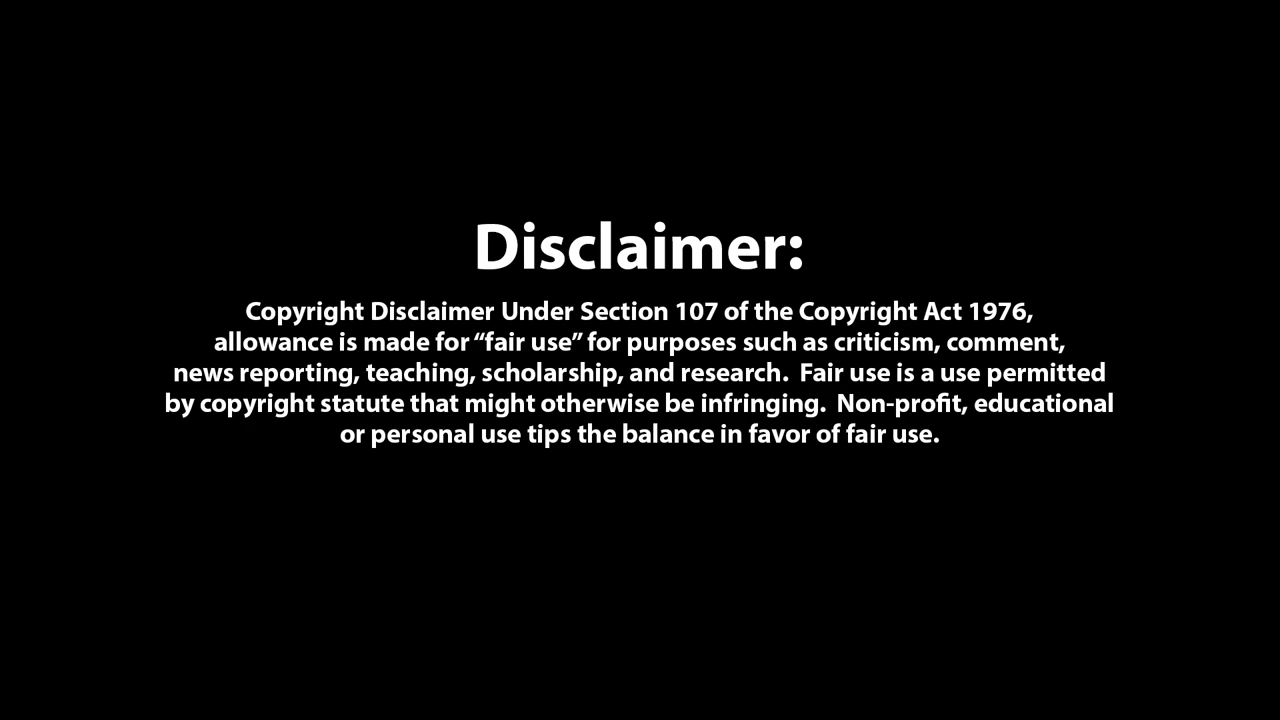 Disclaimer:
Copyright Disclaimer Under Section 107 of the Copyright Act 1976,
allowance is made for “fair use” for purposes such as criticism, comment,
news reporting, teaching, scholarship, and research.  Fair use is a use permitted
by copyright statute that might otherwise be infringing.  Non-profit, educational
or personal use tips the balance in favor of fair use.